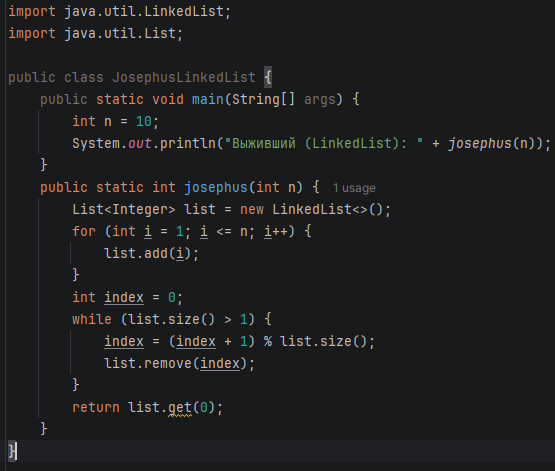 import java.util.LinkedList;
import java.util.List;
public class JosephusLinkedList {
public static void main(String[] args) {
int n = 10;
System.out.println("Выживший (LinkedList): " + josephus(n));
}
public static int josephus(int n) { 1 usage
List<Integer> list = new LinkedList<>();
for (int i = 1; i <= n; i++) {
list.add(i);
}
int index = 0;
while (list.size() > 1) {
index = (index + 1) % list.size();
list.remove(index);
}
return list.get(0);
}
}